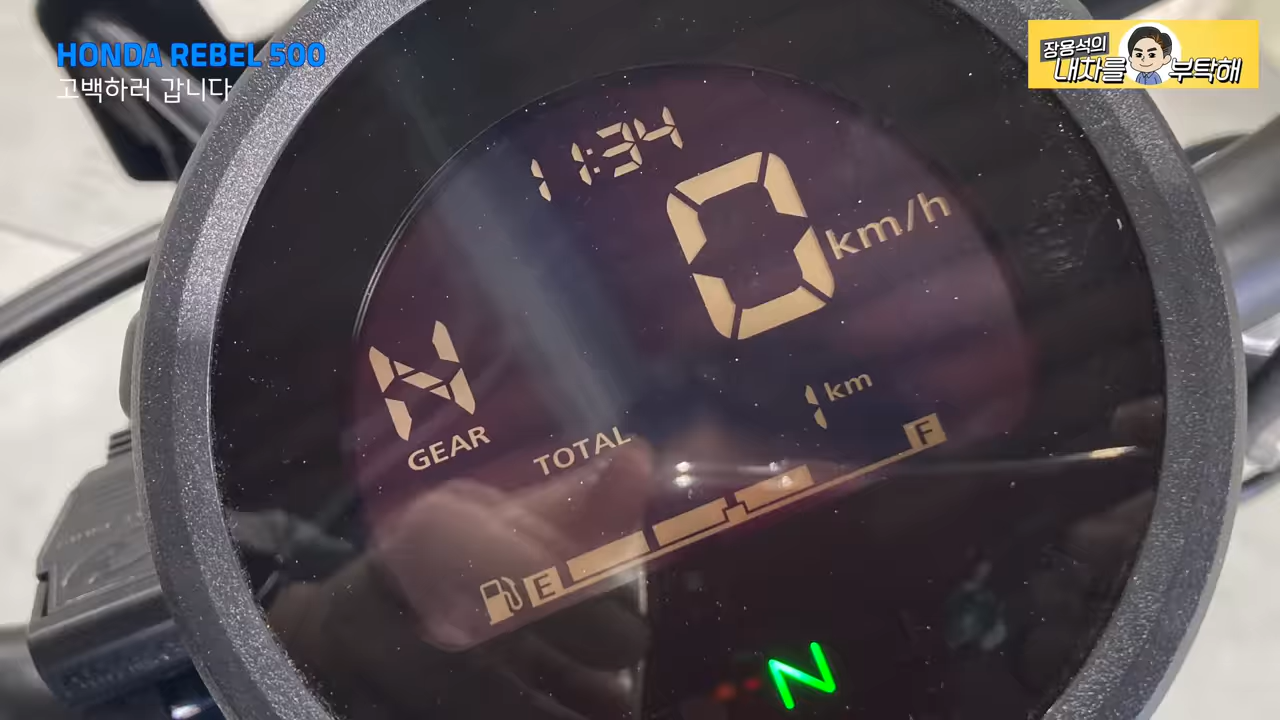 HONDA REBEL 500
고백하러 갑니다
장용석의
내차를 부탁해
11:34
0 km/h
N
GEAR
TOTAL
1 km
E
F
N